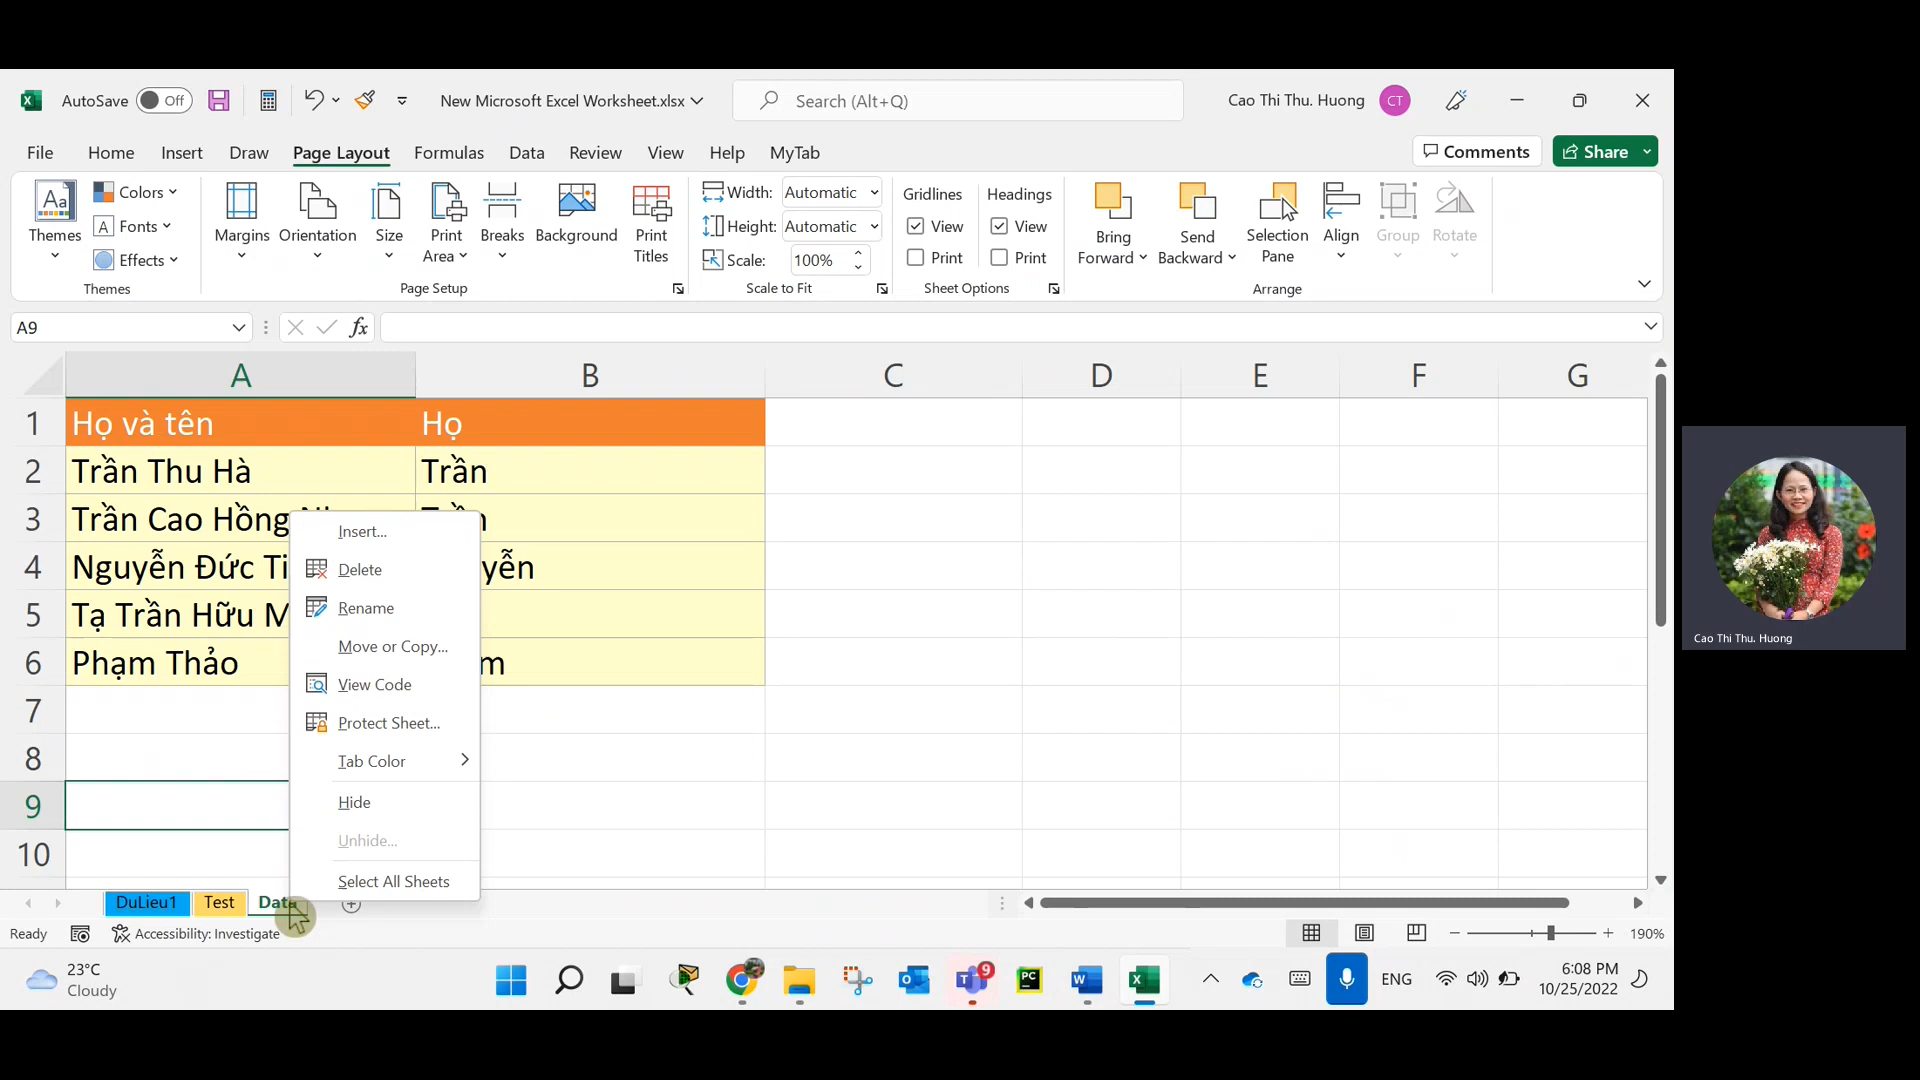 AutoSave Off New Microsoft Excel Worksheet.xlsx Search (Alt+Q) Cao Thi Thu. Huong CT
File Home Insert Draw Page Layout Formulas Data Review View Help MyTab Comments Share
Themes Colors Fonts Effects
Themes
Margins Orientation Size Print Area Breaks Background Print Titles
Page Setup
Width: Automatic
Height: Automatic
Scale: 100%
Scale to Fit
Gridlines Headings
View View
Print Print
Sheet Options
Bring Forward Send Backward Selection Pane Align Group Rotate
Arrange
A9 fx
A B C D E F G
1 Họ và tên Họ
2 Trần Thu Hà Trần
3 Trần Cao Hồng
4 Nguyễn Đức yễn
5 Tạ Trần Hữu M
6 Phạm Thảo m
7
8
9
10
Insert...
Delete
Rename
Move or Copy...
View Code
Protect Sheet...
Tab Color
Hide
Unhide...
Select All Sheets
DuLieu1 Test Data
Ready Accessibility: Investigate 190%
23°C
Cloudy
9
PC
ENG
6:08 PM
10/25/2022
Cao Thi Thu. Huong